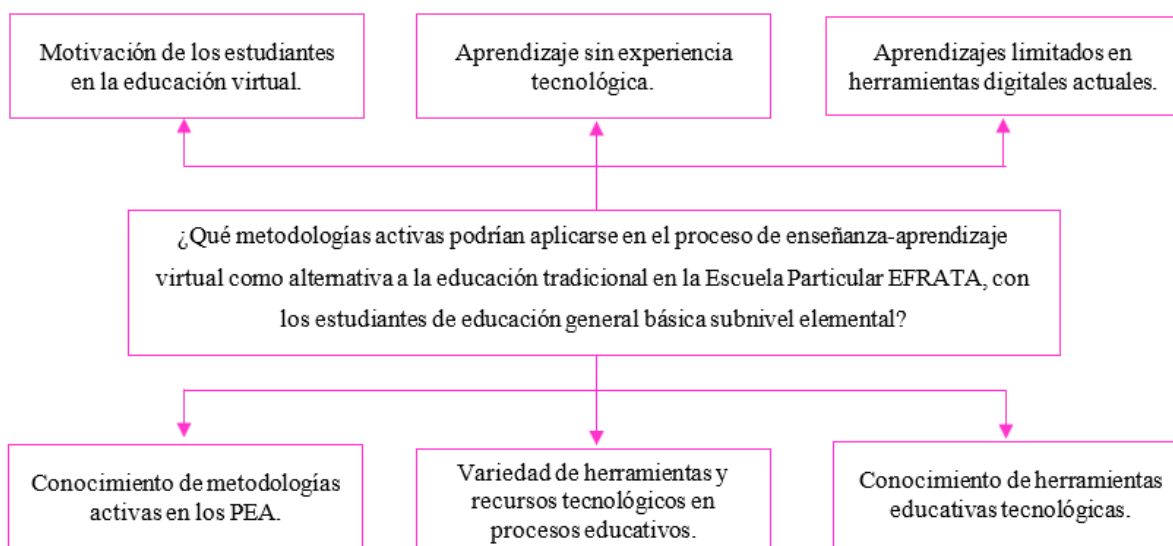 Motivación de los estudiantes
en la educación virtual.
Aprendizaje sin experiencia
tecnológica.
Aprendizajes limitados en
herramientas digitales actuales.
¿Qué metodologías activas podrían aplicarse en el proceso de enseñanza-aprendizaje
virtual como alternativa a la educación tradicional en la Escuela Particular EFRATA, con
los estudiantes de educación general básica subnivel elemental?
Conocimiento de metodologías
activas en los PEA.
Variedad de herramientas y
recursos tecnológicos en
procesos educativos.
Conocimiento de herramientas
educativas tecnológicas.